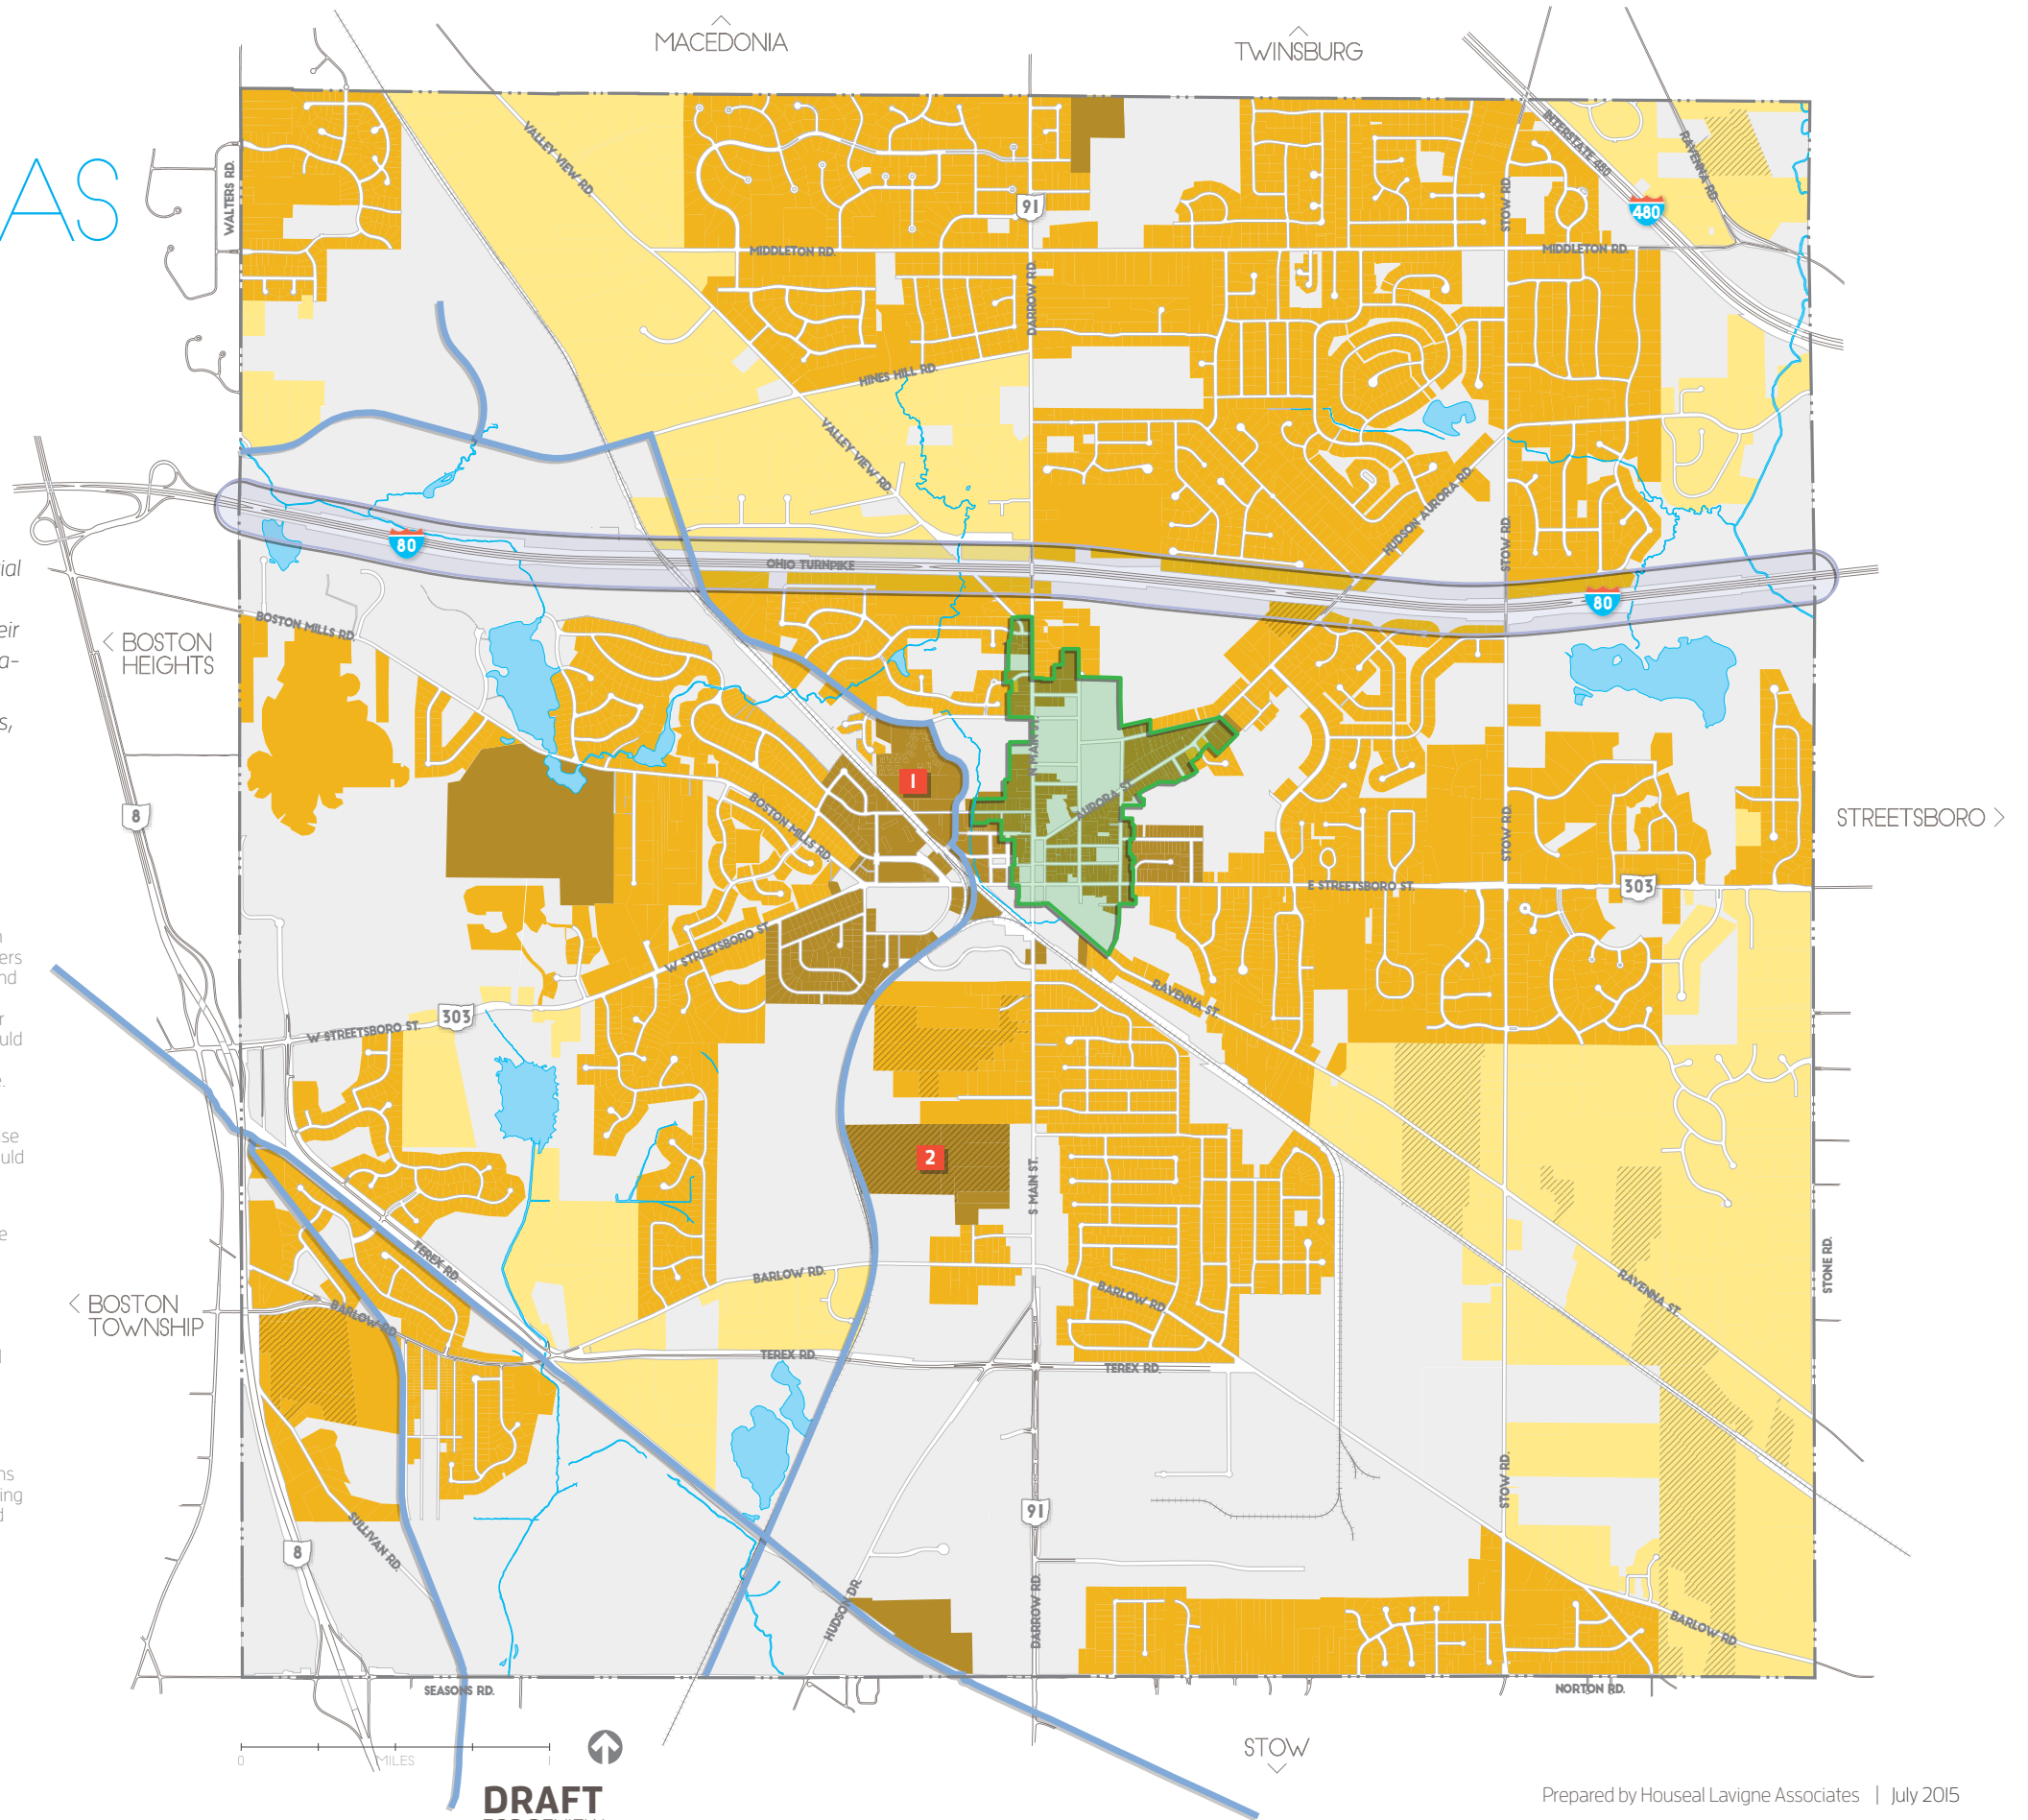 MACEDONIA
TWINSBURG
AS
WALTERS RD.
VALLEY VIEW RD.
INTERSTATE 480
RAVENNA RD.
91
STOW RD.
480
MIDDLETON RD.
MIDDLETON RD.
DARROW RD.
HINES HILL RD.
VALLEY VIEW RD.
HUDSON AURORA RD.
STOW RD.
80
OHIO TURNPIKE
80
BOSTON MILLS RD.
BOSTON
HEIGHTS
N MAIN ST.
1
AURORA ST.
BOSTON MILLS RD.
8
STOW RD.
STREETSBORO
E STREETSBORO ST.
303
W STREETSBORO ST.
303
W STREETSBORO ST.
RAVENNA ST.
2
S MAIN ST.
TEREX RD.
BARLOW RD.
BARLOW RD.
BARLOW RD.
STONE RD.
RAVENNA ST.
BOSTON
TOWNSHIP
TEREX RD.
TEREX RD.
STOW RD.
91
SULLIVAN RD.
8
HUDSON DR.
DARROW RD.
BARLOW RD.
SEASONS RD.
NORTON RD.
0
MILES
1
STOW
DRAFT
Prepared by Houseal Lavigne Associates | July 2015